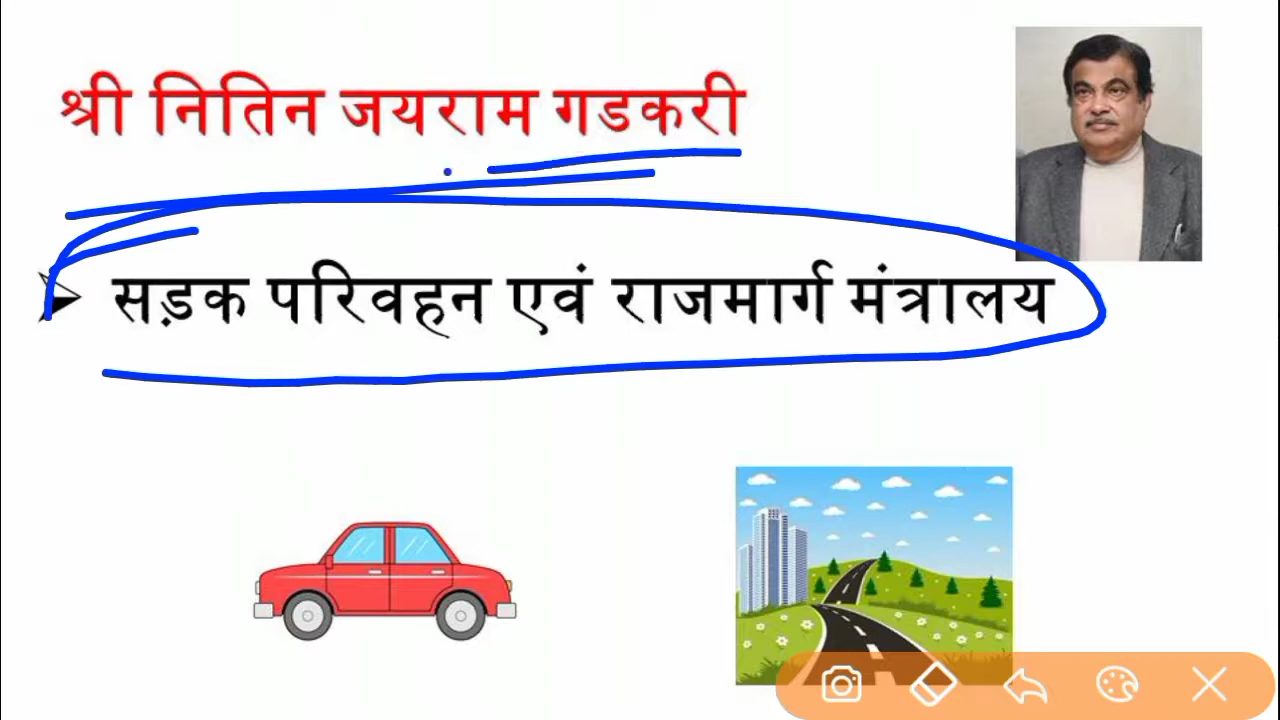 श्री नितिन जयराम गडकरी
सड़क परिवहन एवं राजमार्ग मंत्रालय